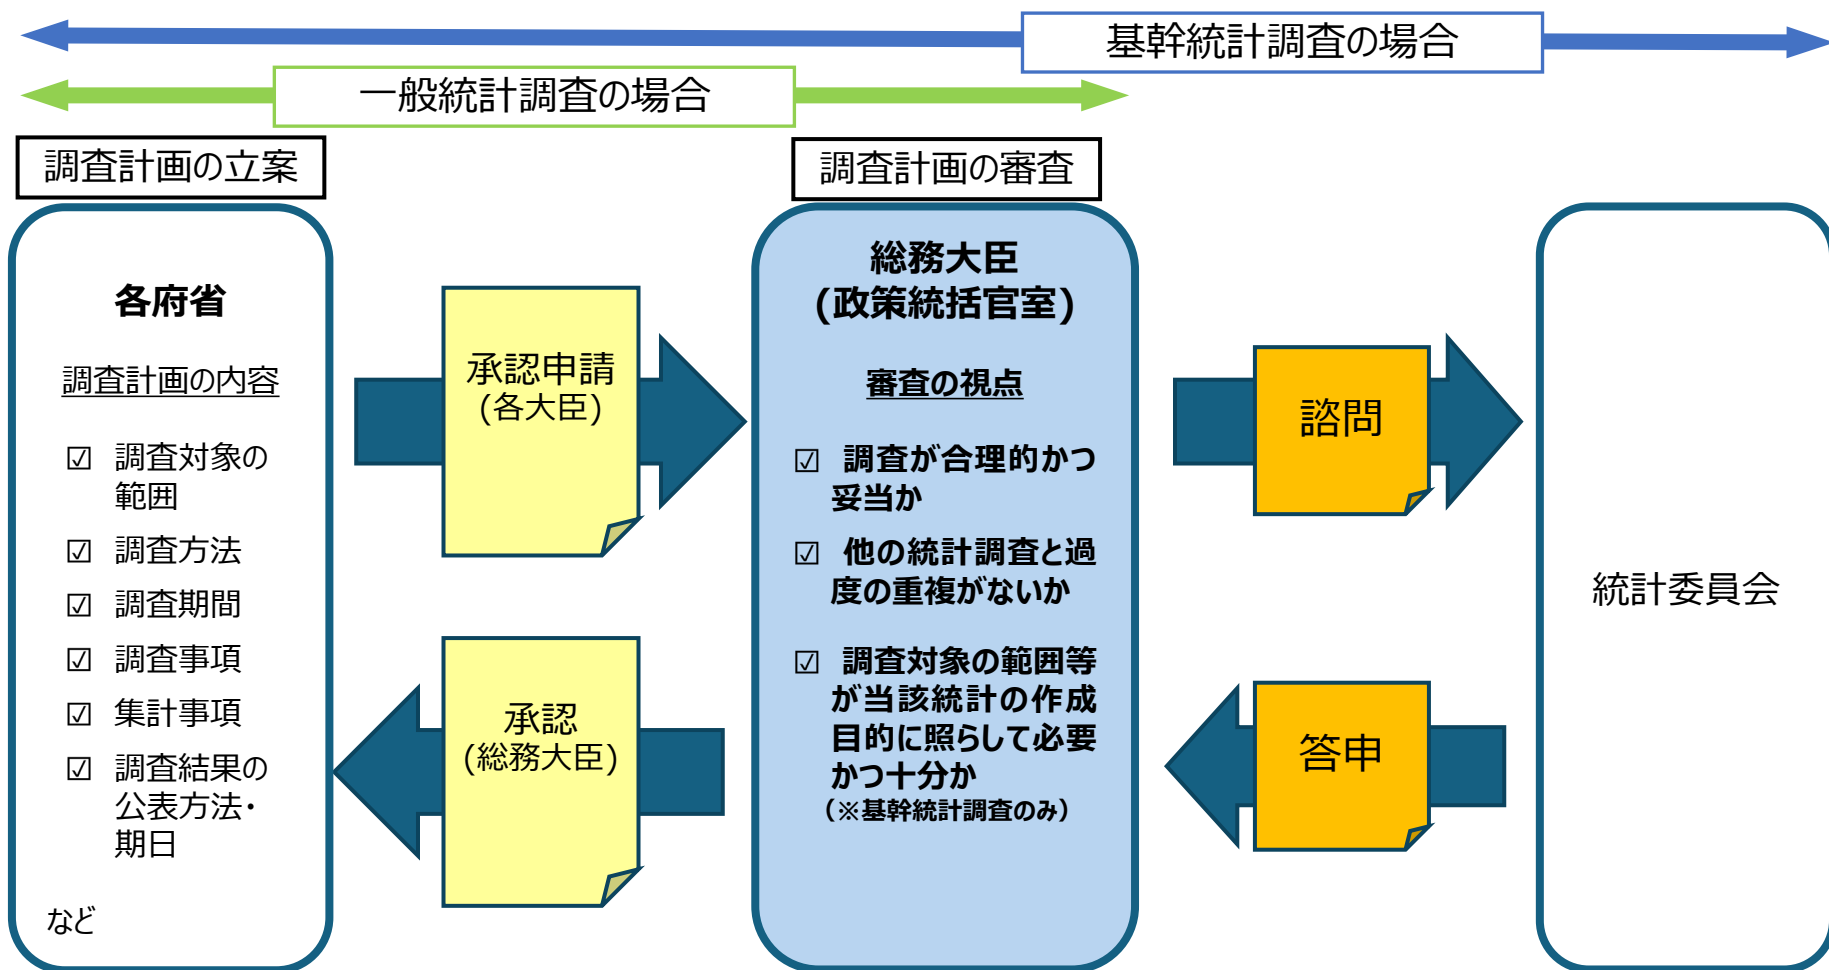 基幹統計調査の場合
一般統計調査の場合
調査計画の立案
調査計画の審査
各府省
調査計画の内容
☑ 調査対象の
範囲
☑ 調査方法
☑ 調査期間
☑ 調査事項
☑ 集計事項
☑ 調査結果の
公表方法・
期日
など
承認申請
(各大臣)
承認
(総務大臣)
総務大臣
(政策統括官室)
審査の視点
☑ 調査が合理的かつ
妥当か
☑ 他の統計調査と過
度の重複がないか
☑ 調査対象の範囲等
が当該統計の作成
目的に照らして必要
かつ十分か
(※基幹統計調査のみ)
諮問
答申
統計委員会